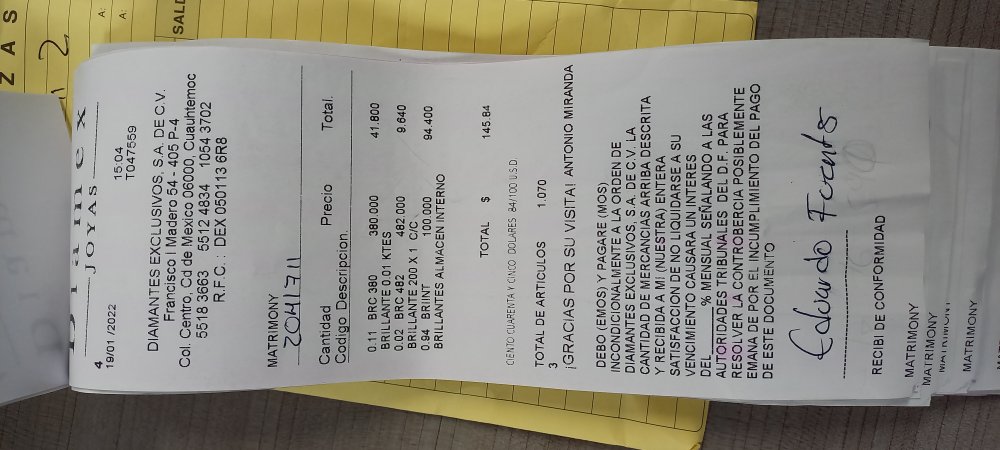 Z A S
2
A:
A:
SALD
JOYAS
4
19/01/2022 15:04
T047559
DIAMANTES EXCLUSIVOS, S.A. DE C.V.
Francisco I Madero 54 - 405 P-4
Col. Centro, Cd de Mexico 06000, Cuauhtemoc
5518 3663 5512 4834 1054 3702
R.F.C. : DEX 050113 6R8
MATRIMONY
2041711
Cantidad Precio Total.
Codigo Descripcion.
0.11 BRC 380 380.000 41.800
BRILLANTE 0.01 KTES
0.02 BRC 482 482.000 9.640
BRILLANTE 200 X 1 C/C
0.94 BRIINT 100.000 94.400
BRILLANTES ALMACEN INTERNO
TOTAL $ 145.84
CIENTO CUARENTA Y CINCO DOLARES 84/100 U.S.D.
TOTAL DE ARTICULOS 1.070
3
¡GRACIAS POR SU VISITA! ANTONIO MIRANDA
DEBO (EMOS) Y PAGARE (MOS)
INCONDICIONALMENTE A LA ORDEN DE
DIAMANTES EXCLUSIVOS, S.A. DE C.V. LA
CANTIDAD DE MERCANCIAS ARRIBA DESCRITA
Y RECIBIDA A MI (NUESTRA) ENTERA
SATISFACCION DE NO LIQUIDARSE A SU
VENCIMIENTO CAUSARA UN INTERES
DEL ____ % MENSUAL SEÑALANDO A LAS
AUTORIDADES TRIBUNALES DEL D.F. PARA
RESOLVER LA CONTROBERCIA POSIBLEMENTE
EMANA DE POR EL INCUMPLIMIENTO DEL PAGO
DE ESTE DOCUMENTO
Eduardo
RECIBI DE CONFORMIDAD
MATRIMONY
MATRIMONY
MATRIMONY
MATRIMONY